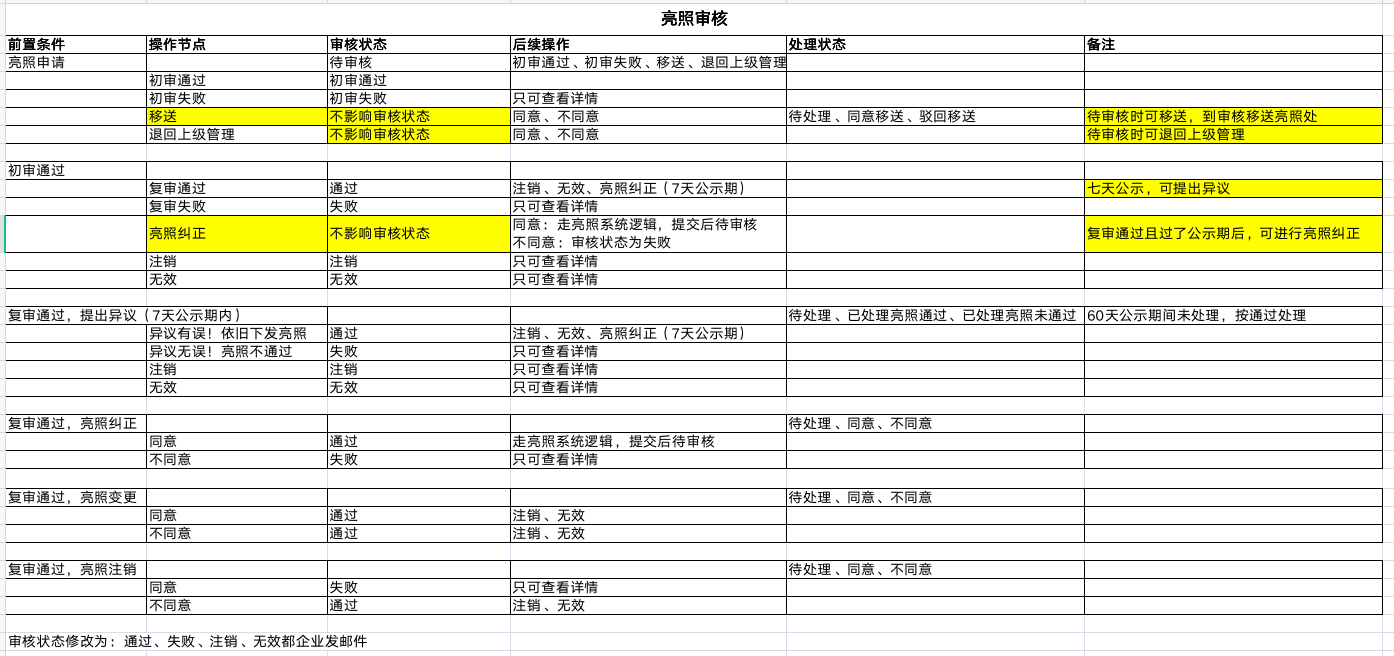 亮照审核
前置条件 操作节点 审核状态 后续操作 处理状态 备注
亮照申请 待审核 初审通过、初审失败、移送、退回上级管理
初审通过 初审通过
初审失败 初审失败 只可查看详情
移送 不影响审核状态 同意、不同意 待处理、同意移送、驳回移送 待审核时可移送，到审核移送亮照处
退回上级管理 不影响审核状态 同意、不同意 待审核时可退回上级管理
初审通过
复审通过 通过 注销、无效、亮照纠正（7天公示期） 七天公示，可提出异议
复审失败 失败 只可查看详情
亮照纠正 不影响审核状态 同意：走亮照系统逻辑，提交后待审核 复审通过且过了公示期后，可进行亮照纠正
不同意：审核状态为失败
注销 注销 只可查看详情
无效 无效 只可查看详情
复审通过，提出异议（7天公示期内） 待处理、已处理亮照通过、已处理亮照未通过 60天公示期间未处理，按通过处理
异议有误！依旧下发亮照 通过 注销、无效、亮照纠正（7天公示期）
异议无误！亮照不通过 失败 只可查看详情
注销 注销 只可查看详情
无效 无效 只可查看详情
复审通过，亮照纠正 待处理、同意、不同意
同意 通过 走亮照系统逻辑，提交后待审核
不同意 失败 只可查看详情
复审通过，亮照变更 待处理、同意、不同意
同意 通过 注销、无效
不同意 通过 注销、无效
复审通过，亮照注销 待处理、同意、不同意
同意 失败 只可查看详情
不同意 通过 注销、无效
审核状态修改为：通过、失败、注销、无效都企业发邮件